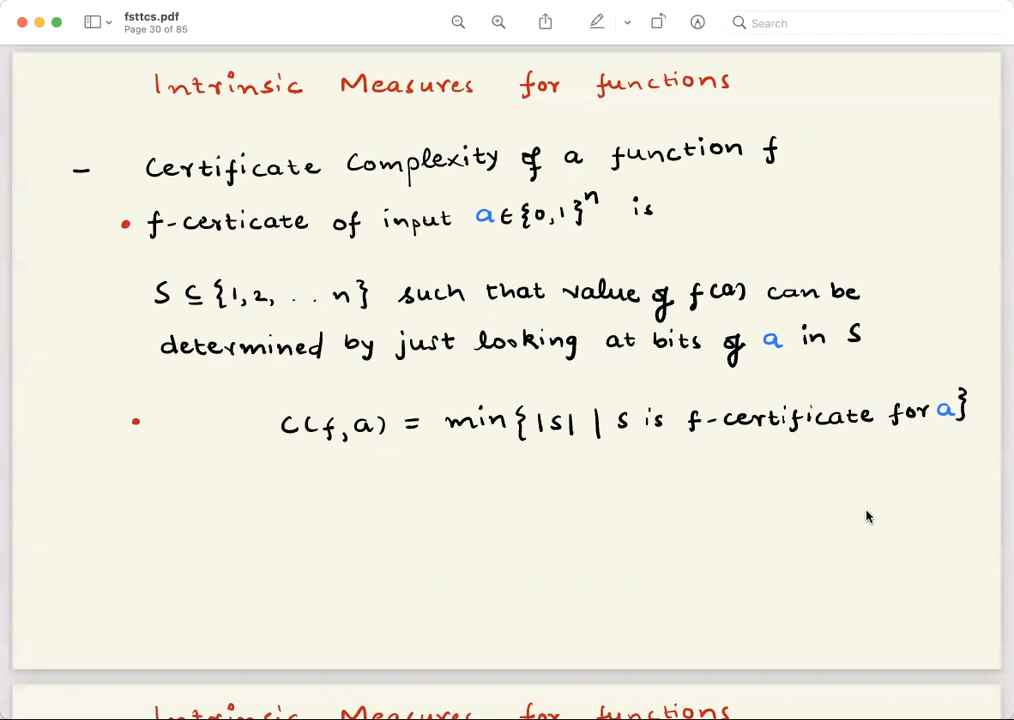 fsttcs.pdf
Page 30 of 85
Search
Intrinsic Measures for functions
– Certificate Complexity of a function f
• f-certicate of input a ∈ {0,1}^n is
S ⊆ {1, 2, . . n} such that value of f(a) can be
determined by just looking at bits of a in S
• C(f, a) = min{|S| | S is f-certificate for a}
Intrinsic Measures for functions